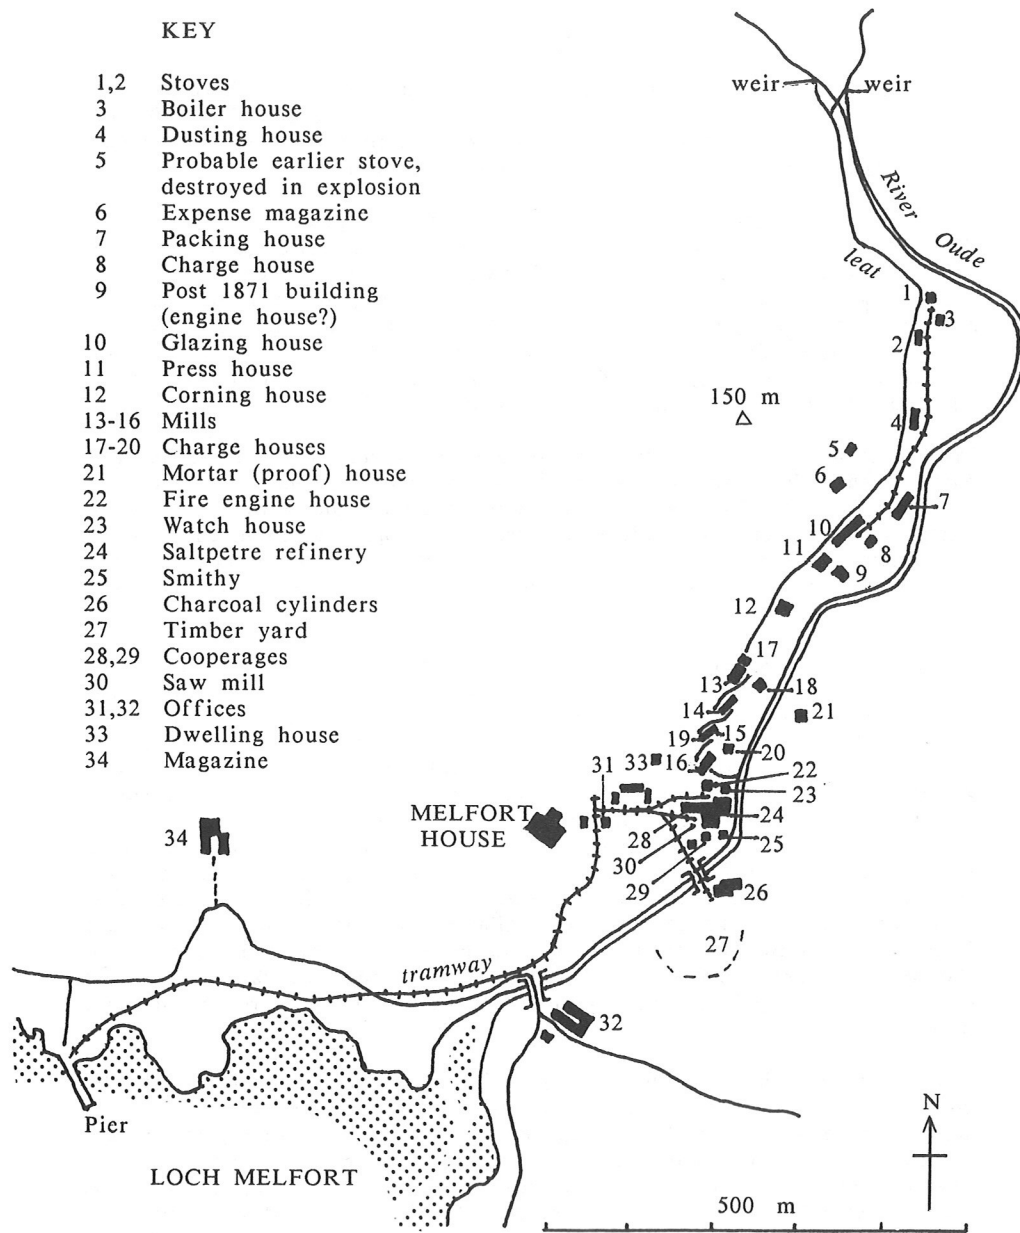 KEY
1,2 Stoves
3 Boiler house
4 Dusting house
5 Probable earlier stove,
destroyed in explosion
6 Expense magazine
7 Packing house
8 Charge house
9 Post 1871 building
(engine house?)
10 Glazing house
11 Press house
12 Corning house
13-16 Mills
17-20 Charge houses
21 Mortar (proof) house
22 Fire engine house
23 Watch house
24 Saltpetre refinery
25 Smithy
26 Charcoal cylinders
27 Timber yard
28,29 Cooperages
30 Saw mill
31,32 Offices
33 Dwelling house
34 Magazine
weir
weir
River
Oude
leat
1
3
2
150 m
4
5
6
7
10
8
11
9
12
17
13
18
14
21
19
15
20
16
31
33
22
23
MELFORT
HOUSE
24
28
25
30
29
26
34
27
tramway
32
Pier
LOCH MELFORT
N
500 m